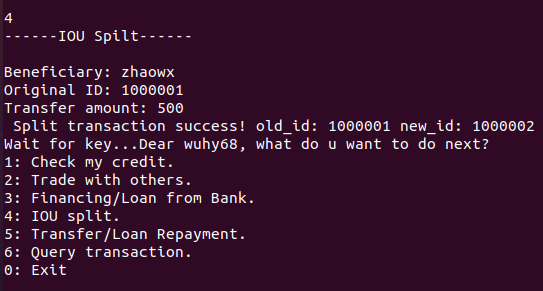 4
------IOU Spilt------
Beneficiary: zhaowx
Original ID: 1000001
Transfer amount: 500
Split transaction success! old_id: 1000001 new_id: 1000002
Wait for key...Dear wuhy68, what do u want to do next?
1: Check my credit.
2: Trade with others.
3: Financing/Loan from Bank.
4: IOU split.
5: Transfer/Loan Repayment.
6: Query transaction.
0: Exit